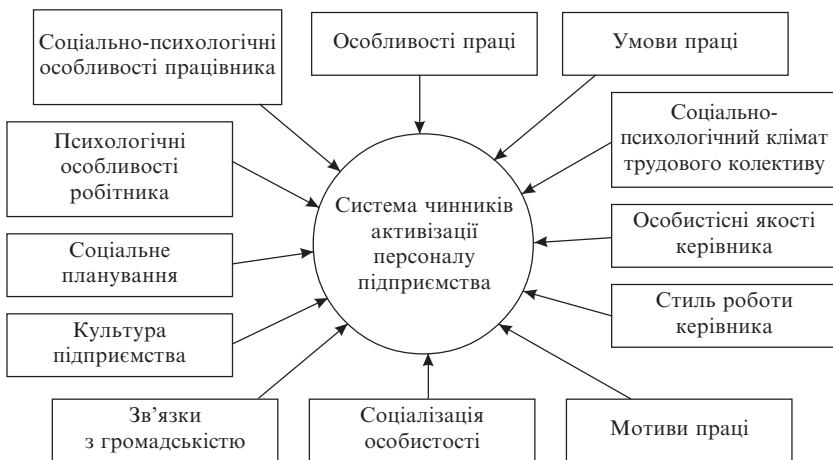 Соціально-психологічні
особливості працівника
Особливості праці
Умови праці
Психологічні
особливості
робітника
Соціально-
психологічний клімат
трудового колективу
Система чинників
активізації
персоналу
підприємства
Соціальне
планування
Особистісні якості
керівника
Культура
підприємства
Стиль роботи
керівника
Зв'язки
з громадськістю
Соціалізація
особистості
Мотиви праці